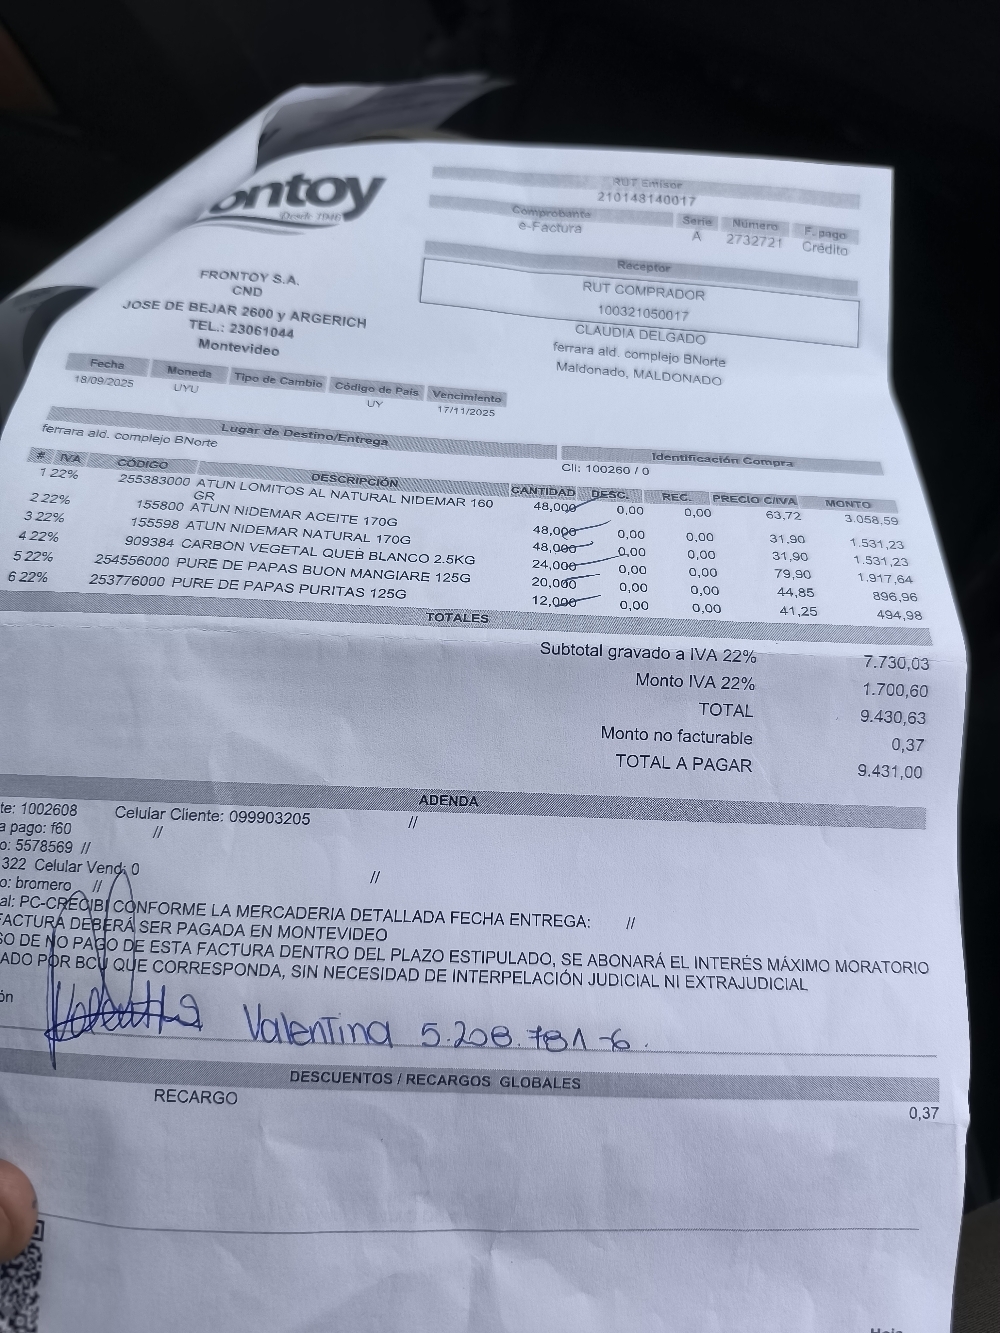 ontoy
Desde 1980
RUT Emisor
210148140017
Comprobante Serie Número F. pago
e-Factura A 2732721 Crédito
Receptor
RUT COMPRADOR
100321050017
CLAUDIA DELGADO
ferrara ald. complejo BNorte
Maldonado, MALDONADO
FRONTOY S.A.
CND
JOSE DE BEJAR 2600 y ARGERICH
TEL.: 23061044
Montevideo
Fecha Moneda Tipo de Cambio Código de País Vencimiento
18/09/2025 UYU UY 17/11/2025
Lugar de Destino/Entrega Identificación Compra
ferrara ald. complejo BNorte Cli: 100260 / 0
# IVA CÓDIGO DESCRIPCIÓN CANTIDAD DESC. REC. PRECIO C/IVA MONTO
1 22% 255383000 ATUN LOMITOS AL NATURAL NIDEMAR 160 GR 48,000 0,00 0,00 63,72 3.058,59
2 22% 155800 ATUN NIDEMAR ACEITE 170G 48,000 0,00 0,00 31,90 1.531,23
3 22% 155598 ATUN NIDEMAR NATURAL 170G 48,000 0,00 0,00 31,90 1.531,23
4 22% 909384 CARBON VEGETAL QUEB BLANCO 2.5KG 24,000 0,00 0,00 79,90 1.917,64
5 22% 254556000 PURE DE PAPAS BUON MANGIARE 125G 20,000 0,00 0,00 44,85 896,96
6 22% 253776000 PURE DE PAPAS PURITAS 125G 12,000 0,00 0,00 41,25 494,98
TOTALES
Subtotal gravado a IVA 22% 7.730,03
Monto IVA 22% 1.700,60
TOTAL 9.430,63
Monto no facturable 0,37
TOTAL A PAGAR 9.431,00
ADENDA
te: 1002608 Celular Cliente: 099903205 //
a pago: f60 //
o: 5578569 //
322 Celular Vend: 0 //
o: bromero //
al: PC-CRECIBI CONFORME LA MERCADERIA DETALLADA FECHA ENTREGA: //
FACTURA DEBERÁ SER PAGADA EN MONTEVIDEO
SO DE NO PAGO DE ESTA FACTURA DENTRO DEL PLAZO ESTIPULADO, SE ABONARÁ EL INTERÉS MÁXIMO MORATORIO
ADO POR BCU QUE CORRESPONDA, SIN NECESIDAD DE INTERPELACIÓN JUDICIAL NI EXTRAJUDICIAL
ón
Valentina 5.208.781-6.
DESCUENTOS / RECARGOS GLOBALES
RECARGO 0,37